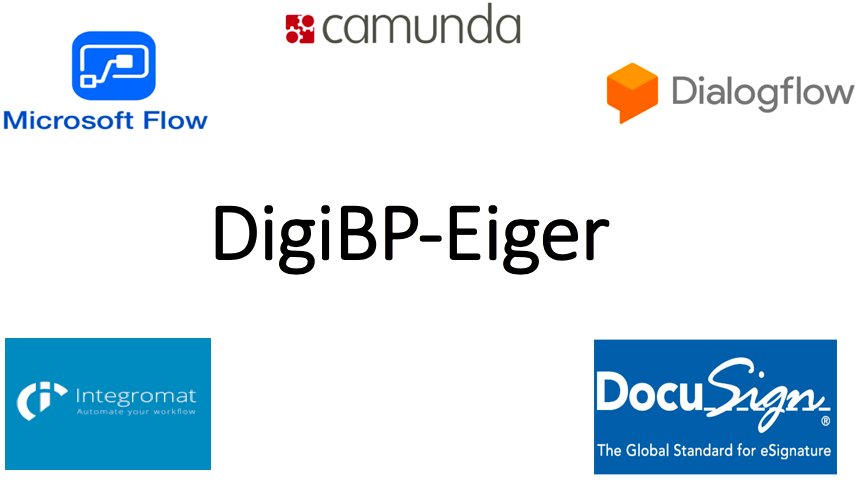 camunda
Microsoft Flow
Dialogflow
DigiBP-Eiger
Integromat
Automate your workflow
DocuSign®
The Global Standard for eSignature